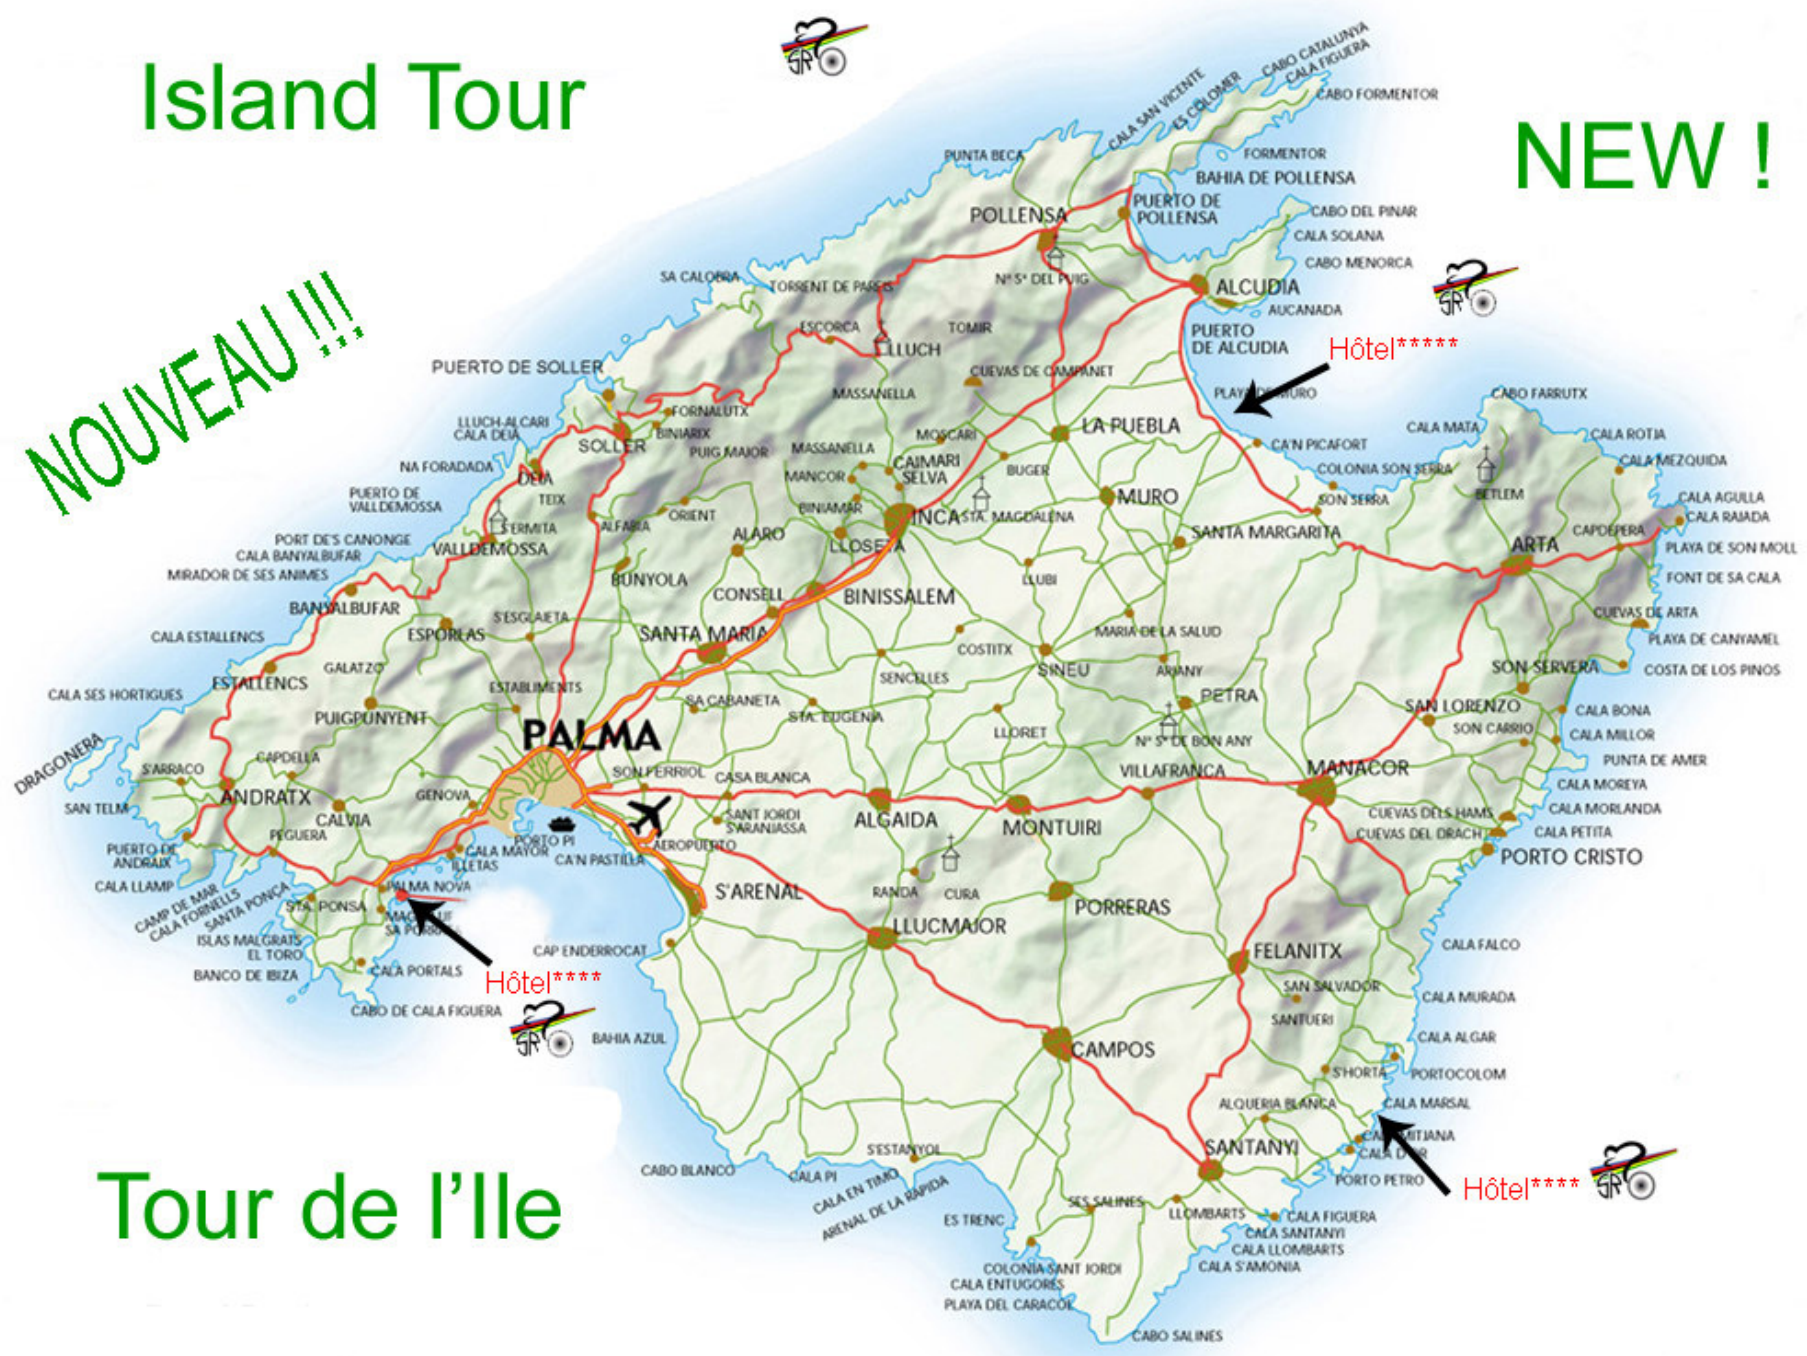 Island Tour
SR
NEW !
NOUVEAU !!!
CABO CATALUNYA
CALA FIGUERA
CALA SAN VICENTE
ES COLOMER
CABO FORMENTOR
PUNTA BECA
FORMENTOR
BAHIA DE POLLENSA
POLLENSA
PUERTO DE
POLLENSA
CABO DEL PINAR
CALA SOLANA
CABO MENORCA
SR
SA CALOBRA
TORRENT DE PAREIS
Nª Sª DEL PUIG
ALCUDIA
AUCANADA
ESCORCA
TOMIR
LLUCH
PUERTO
DE ALCUDIA
Hôtel*****
PUERTO DE SOLLER
CUEVAS DE CAMPANET
MASSANELLA
PLAYA DE MURO
CABO FARRUTX
FORNALUTX
LLUCH-ALCARI
CALA DEIA
BINIARIX
SOLLER
PUIG MAJOR
MASSANELLA
MOSCARI
LA PUEBLA
CA'N PICAFORT
CALA MATA
CALA ROTJA
NA FORADADA
DEIA
MANCOR
CAIMARI
SELVA
BUGER
COLONIA SON SERRA
CALA MEZQUIDA
PUERTO DE
VALLDEMOSSA
TEIX
ORIENT
BINIAMAR
INCA
STA. MAGDALENA
MURO
SON SERRA
BETLEM
CALA AGULLA
CALA RAJADA
S'ERMITA
ALFABIA
ALARO
LLOSETA
SANTA MARGARITA
CAPDEPERA
PORT DE'S CANONGE
CALA BANYALBUFAR
VALLDEMOSSA
ARTA
PLAYA DE SON MOLL
MIRADOR DE SES ANIMES
BUNYOLA
LLUBI
FONT DE SA CALA
BANYALBUFAR
CONSELL
BINISSALEM
CUEVAS DE ARTA
CALA ESTALLENCS
ESPORLAS
S'ESGLAIETA
SANTA MARIA
COSTITX
MARIA DE LA SALUD
PLAYA DE CANYAMEL
GALATZO
SENCELLES
SINEU
ARIANY
SON SERVERA
COSTA DE LOS PINOS
CALA SES HORTIGUES
ESTALLENCS
ESTABLIMENTS
SA CABANETA
PETRA
PUIGPUNYENT
STA. EUGENIA
LLORET
SAN LORENZO
SON CARRIO
CALA BONA
PALMA
Nª Sª DE BON ANY
CALA MILLOR
DRAGONERA
CAPDELLA
PUNTA DE AMER
S'ARRACO
SON FERRIOL
CASA BLANCA
VILLAFRANCA
MANACOR
CALA MOREYA
SAN TELM
ANDRATX
CALVIA
GENOVA
SANT JORDI
S'ARANJASSA
ALGAIDA
MONTUIRI
CUEVAS DELS HAMS
CUEVAS DEL DRACH
CALA MORLANDA
CALA PETITA
PEGUERA
PORTO PI
AEROPUERTO
PUERTO DE
ANDRAIX
CALA MAYOR
ILLETAS
CA'N PASTILLA
PORTO CRISTO
CALA LLAMP
CAMP DE MAR
CALA FORNELLS
SANTA PONÇA
PALMA NOVA
STA. PONSA
S'ARENAL
RANDA
CURA
PORRERAS
ISLAS MALGRATS
EL TORO
BANCO DE IBIZA
LLUCMAJOR
CALA PORTALS
CAP ENDERROCAT
FELANITX
CALA FALCO
Hôtel****
SAN SALVADOR
CALA MURADA
CABO DE CALA FIGUERA
SR
BAHIA AZUL
SANTUERI
CAMPOS
CALA ALGAR
S'HORTA
PORTOCOLOM
ALQUERIA BLANCA
CALA MARSAL
S'ESTANYOL
SANTANYI
CALA MITJANA
CALA D'OR
CABO BLANCO
CALA PI
CALA EN TIMO
ARENAL DE LA RAPIDA
PORTO PETRO
Hôtel****
SR
Tour de l’Ile
ES TRENC
SES SALINES
LLOMBARTS
CALA FIGUERA
CALA SANTANYI
CALA LLOMBARTS
CALA S'AMONIA
COLONIA SANT JORDI
CALA ENTUGORES
PLAYA DEL CARACOL
CABO SALINES